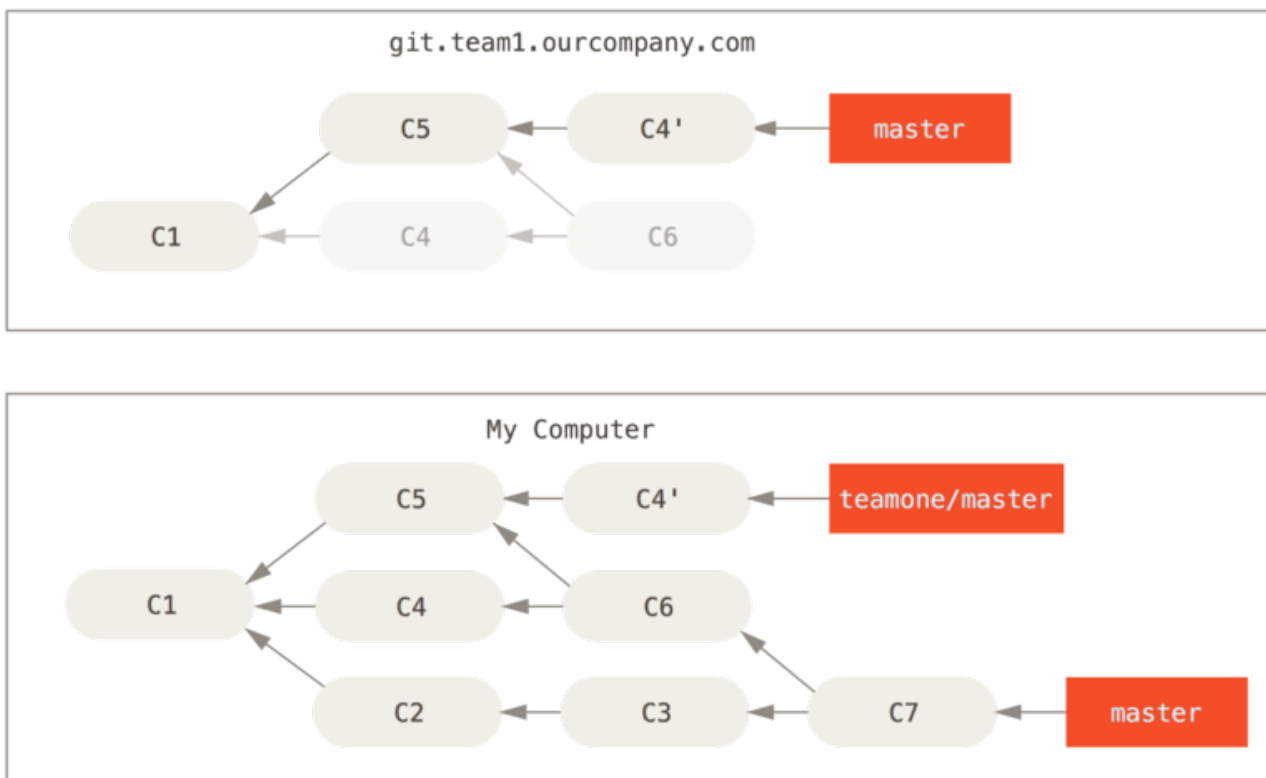 git.team1.ourcompany.com
C5 C4' master
C1 C4 C6
My Computer
C5 C4' teamone/master
C1 C4 C6
C2 C3 C7 master